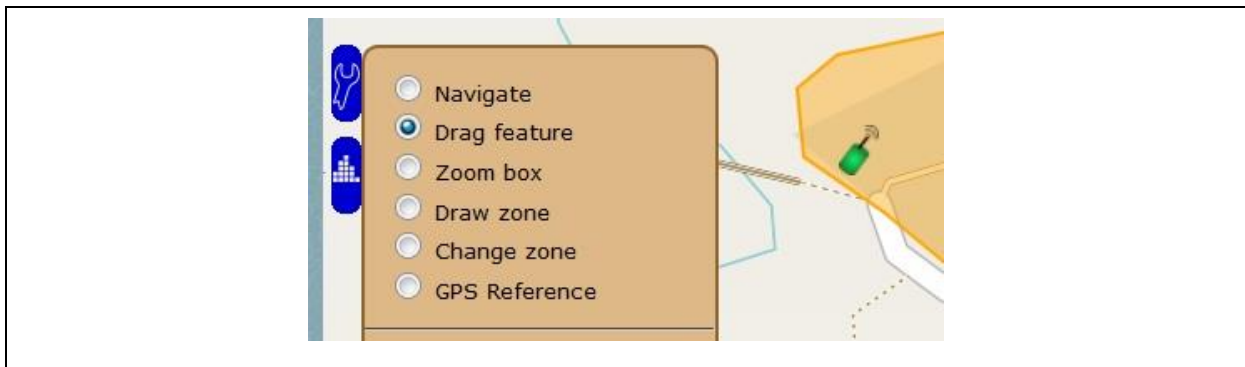 Navigate
Drag feature
Zoom box
Draw zone
Change zone
GPS Reference